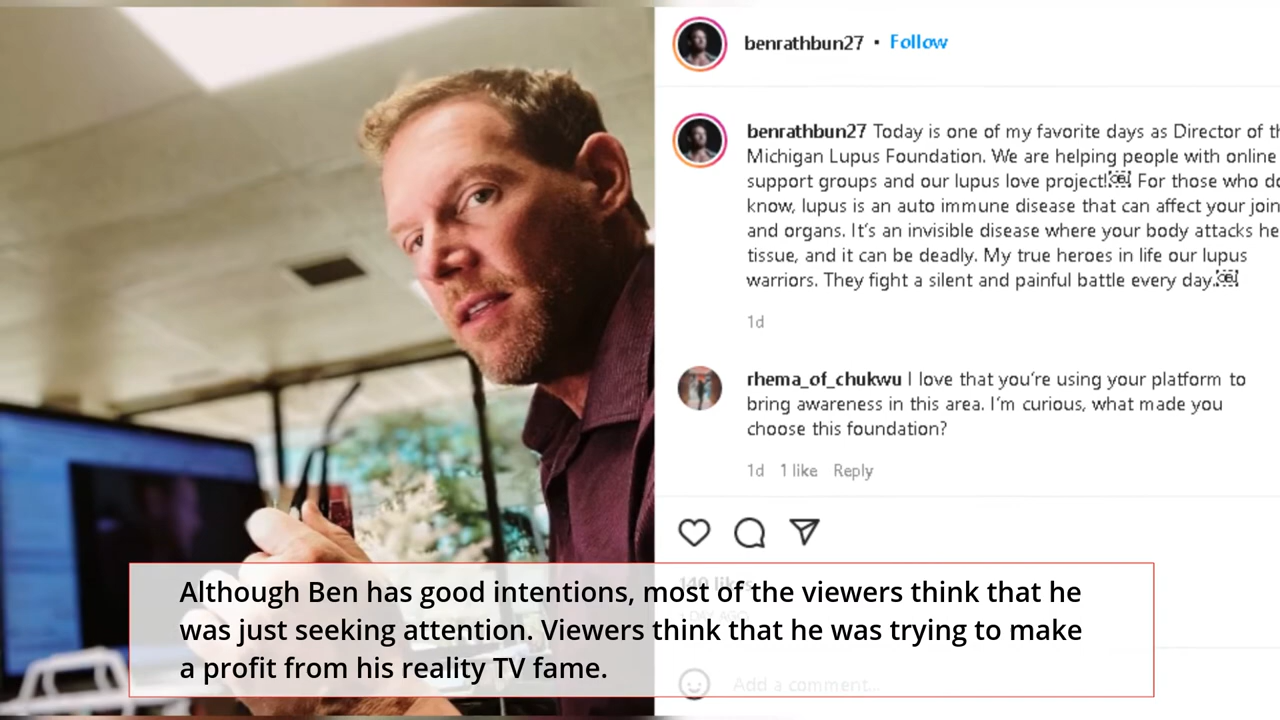 benrathbun27 • Follow
benrathbun27 Today is one of my favorite days as Director of th
Michigan Lupus Foundation. We are helping people with online
support groups and our lupus love project! For those who do
know, lupus is an auto immune disease that can affect your join
and organs. It's an invisible disease where your body attacks he
tissue, and it can be deadly. My true heroes in life our lupus
warriors. They fight a silent and painful battle every day.
1d
rhema_of_chukwu I love that you're using your platform to
bring awareness in this area. I'm curious, what made you
choose this foundation?
1d 1 like Reply
140 likes
1 DAY AGO
Although Ben has good intentions, most of the viewers think that he
was just seeking attention. Viewers think that he was trying to make
a profit from his reality TV fame.
Add a comment...